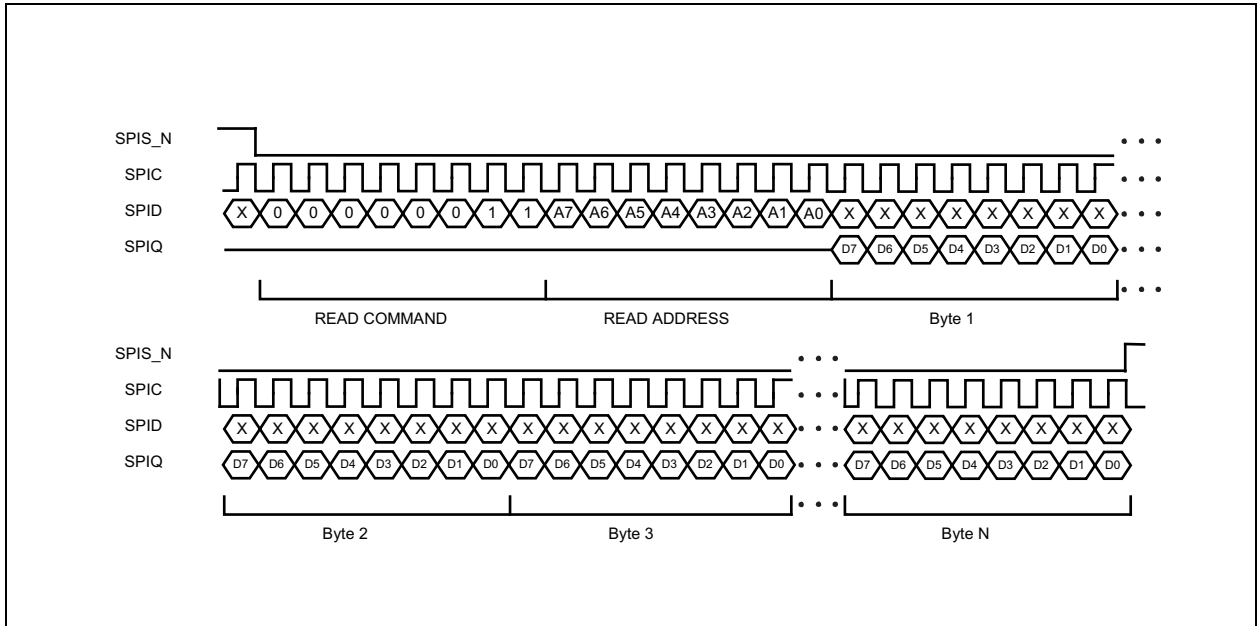 SPIS_N
SPIC
SPID X 0 0 0 0 0 0 1 1 A7 A6 A5 A4 A3 A2 A1 A0 X X X X X X X X
SPIQ D7 D6 D5 D4 D3 D2 D1 D0
READ COMMAND READ ADDRESS Byte 1
SPIS_N
SPIC
SPID X X X X X X X X X X X X X X X X X X X X X X X X
SPIQ D7 D6 D5 D4 D3 D2 D1 D0 D7 D6 D5 D4 D3 D2 D1 D0 D7 D6 D5 D4 D3 D2 D1 D0
Byte 2 Byte 3 Byte N